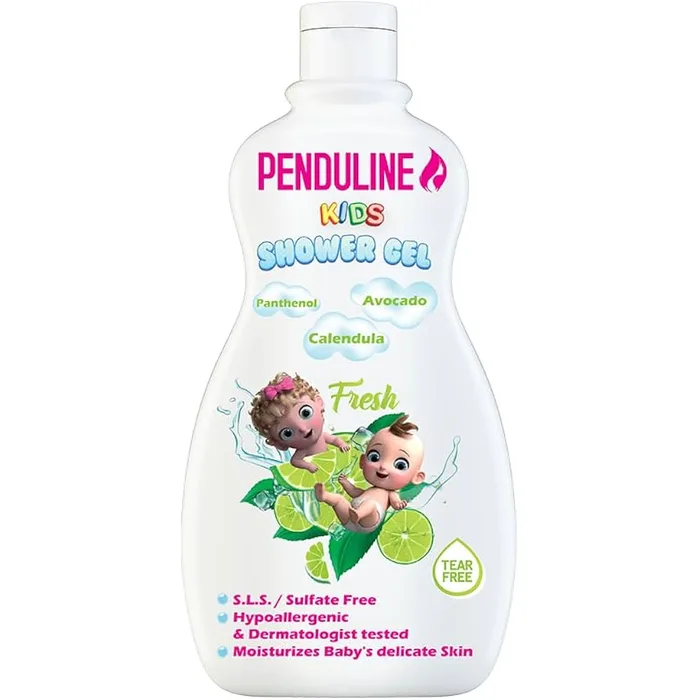 PENDULINE
KIDS
SHOWER GEL
Panthenol
Avocado
Calendula
Fresh
TEAR
FREE
S.L.S. / Sulfate Free
Hypoallergenic
& Dermatologist tested
Moisturizes Baby's delicate Skin